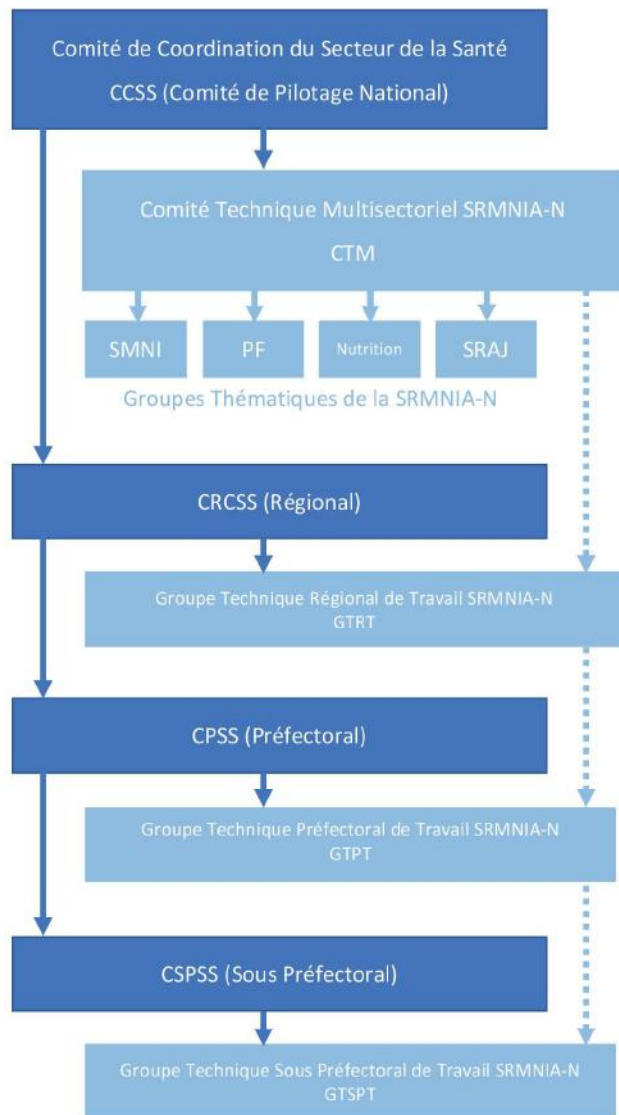 Comité de Coordination du Secteur de la Santé
CCSS (Comité de Pilotage National)
Comité Technique Multisectoriel SRMNIA-N
CTM
SMNI
PF
Nutrition
SRAJ
Groupes Thématiques de la SRMNIA-N
CRCSS (Régional)
Groupe Technique Régional de Travail SRMNIA-N
GTRT
CPSS (Préfectoral)
Groupe Technique Préfectoral de Travail SRMNIA-N
GTPT
CSPSS (Sous Préfectoral)
Groupe Technique Sous Préfectoral de Travail SRMNIA-N
GTSPT